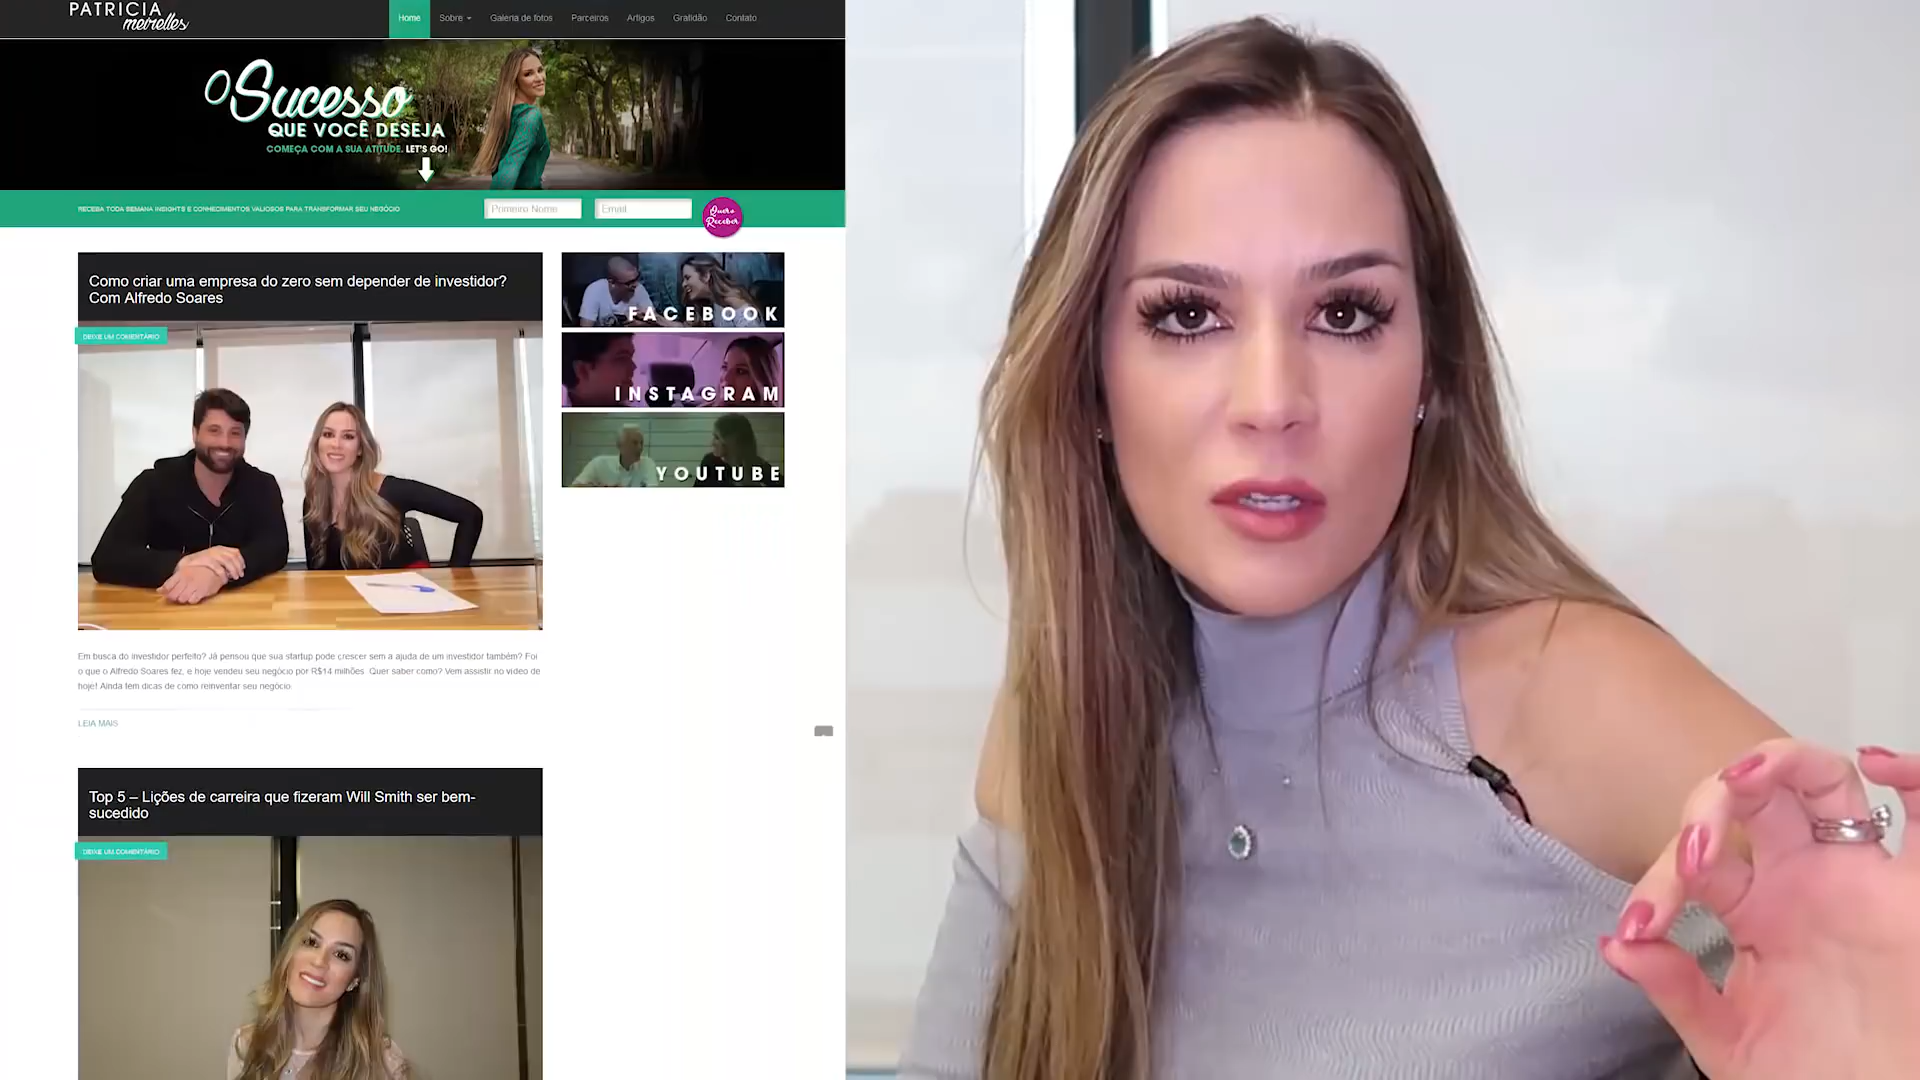 PATRICIA
meirelles
Home Sobre Galeria de fotos Parceiros Artigos Gratidão Contato
O Sucesso
QUE VOCÊ DESEJA
COMEÇA COM A SUA ATITUDE. LET'S GO!
RECEBA TODA SEMANA INSIGHTS E CONHECIMENTOS VALIOSOS PARA TRANSFORMAR SEU NEGÓCIO
Primeiro Nome
Email
Quero
Receber
Como criar uma empresa do zero sem depender de investidor?
Com Alfredo Soares
DEIXE UM COMENTÁRIO
FACEBOOK
INSTAGRAM
YOUTUBE
Em busca do investidor perfeito? Já pensou que sua startup pode crescer sem a ajuda de um investidor também? Foi
o que o Alfredo Soares fez, e hoje vendeu seu negócio por R$14 milhões Quer saber como? Vem assistir no vídeo de
hoje! Ainda tem dicas de como reinventar seu negócio
LEIA MAIS
Top 5 – Lições de carreira que fizeram Will Smith ser bem-
sucedido
DEIXE UM COMENTÁRIO